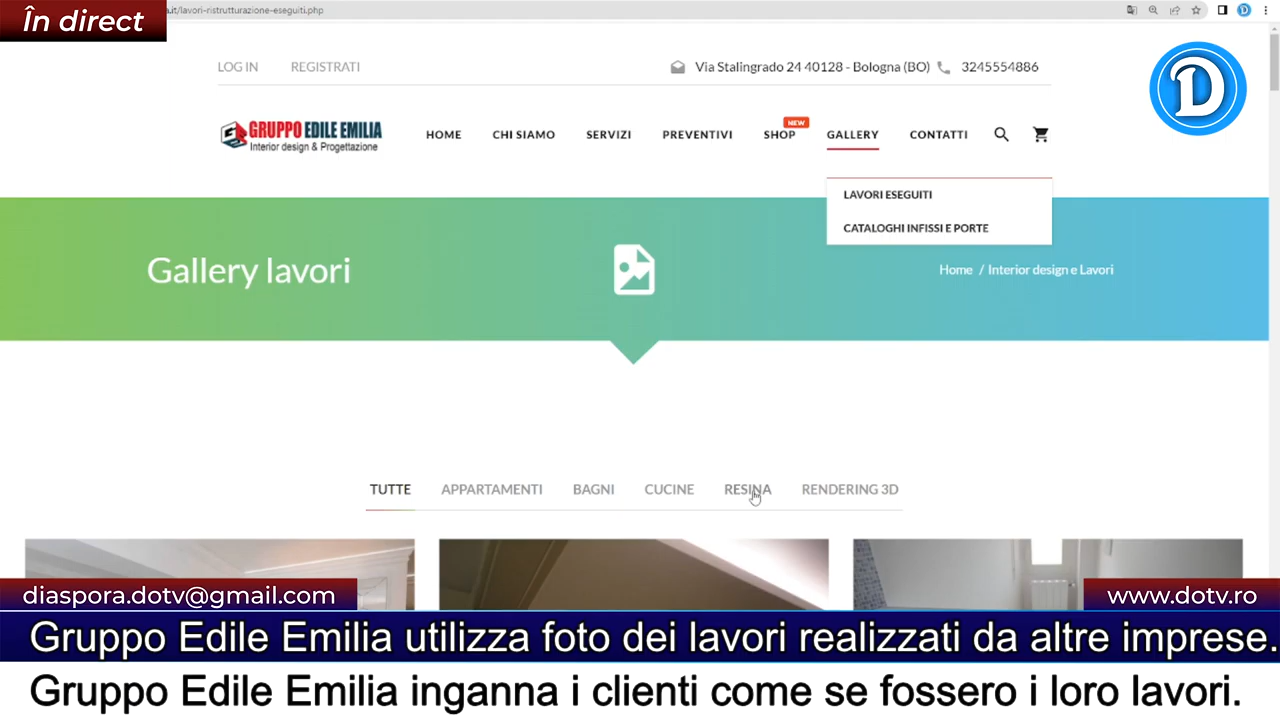 În direct
a.it/lavori-ristrutturazione-eseguiti.php
LOG IN REGISTRATI Via Stalingrado 24 40128 - Bologna (BO) 3245554886
D
GRUPPO EDILE EMILIA
Interior design & Progettazione
HOME CHI SIAMO SERVIZI PREVENTIVI SHOP NEW GALLERY CONTATTI
LAVORI ESEGUITI
CATALOGHI INFISSI E PORTE
Gallery lavori
Home / Interior design e Lavori
TUTTE APPARTAMENTI BAGNI CUCINE RESINA RENDERING 3D
diaspora.dotv@gmail.com www.dotv.ro
Gruppo Edile Emilia utilizza foto dei lavori realizzati da altre imprese.
Gruppo Edile Emilia inganna i clienti come se fossero i loro lavori.